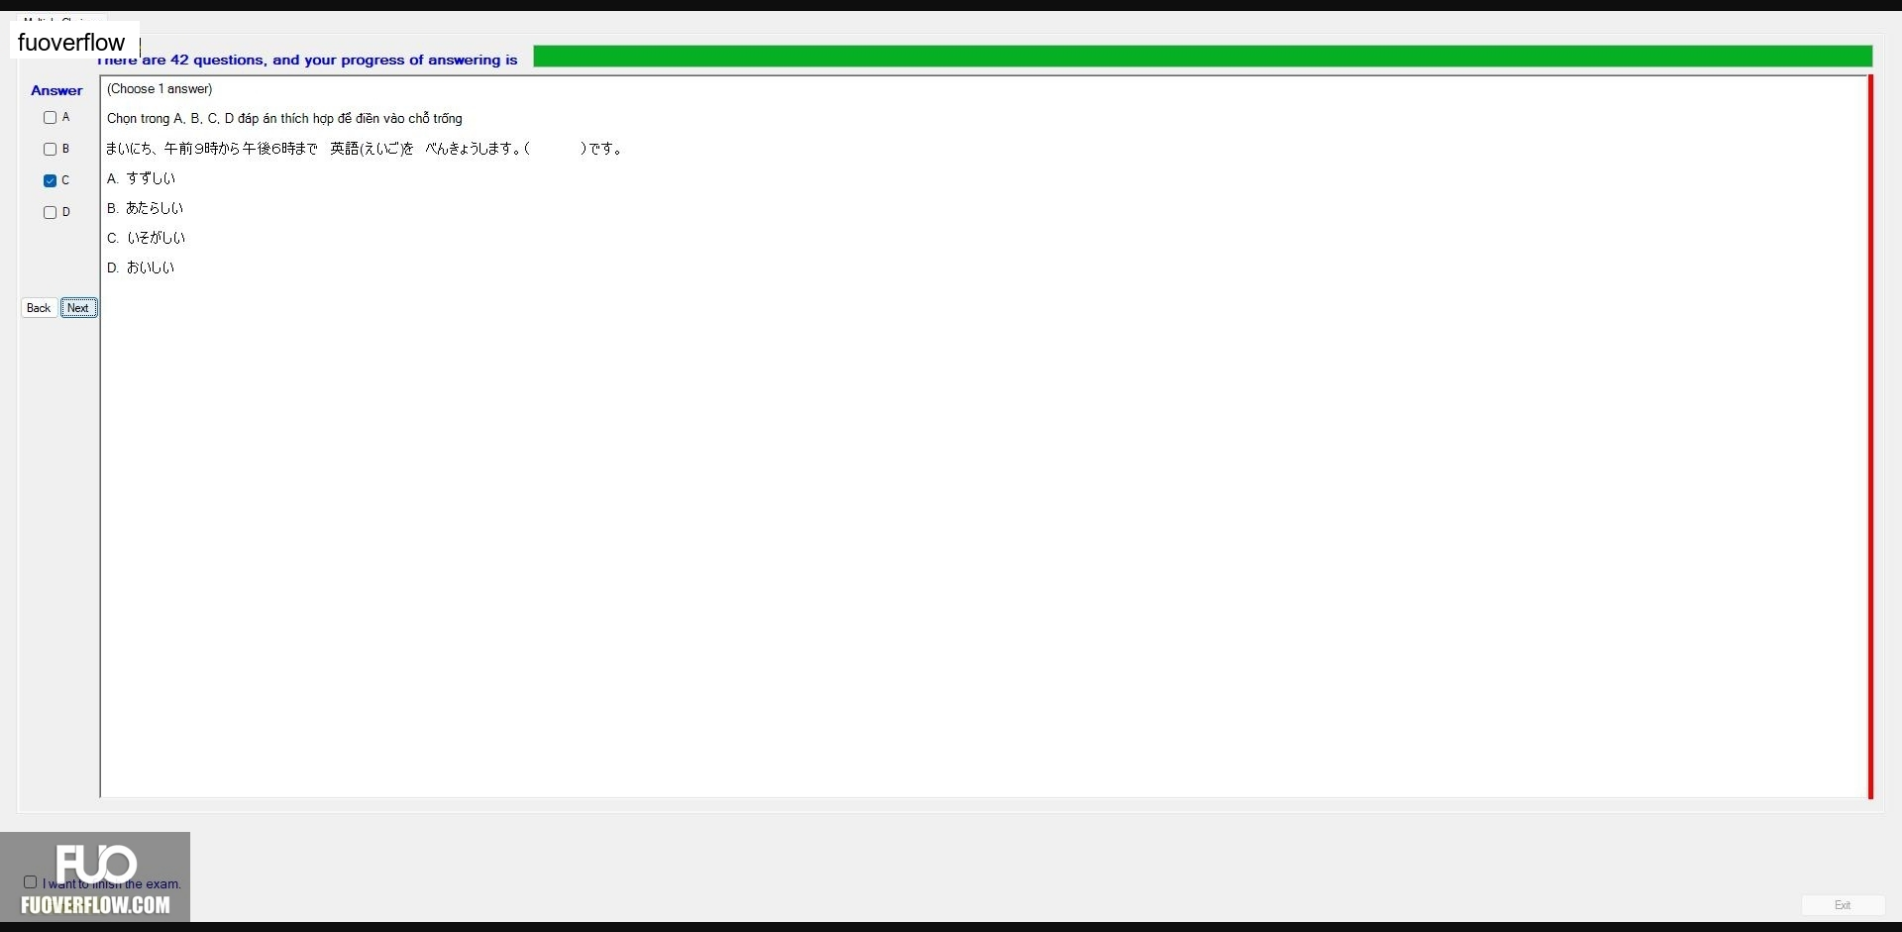 fuoverflow
There are 42 questions, and your progress of answering is
Answer
(Choose 1 answer)
A
Chọn trong A, B, C, D đáp án thích hợp để điền vào chỗ trống
B
まいにち、午前9時から午後6時まで 英語(えいご)を べんきょうします。( )です。
C
A. すずしい
D
B. あたらしい
C. いそがしい
D. おいしい
Back Next
FUO
I want to finish the exam.
FUOVERFLOW.COM
Exit